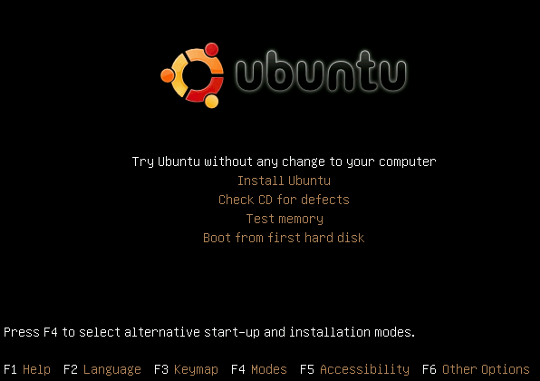 ubuntu
Try Ubuntu without any change to your computer
Install Ubuntu
Check CD for defects
Test memory
Boot from first hard disk
Press F4 to select alternative start-up and installation modes.
F1 Help F2 Language F3 Keymap F4 Modes F5 Accessibility F6 Other Options